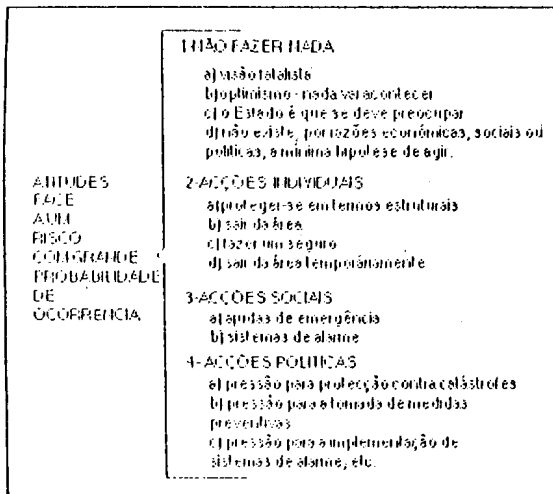 ATITUDES
FACE
A UM
RISCO
COM GRANDE
PROBABILIDADE
DE
OCORRENCIA
1-NÃO FAZER NADA
a) visão fatalista
b) optimismo - nada vai acontecer
c) o Estado é que se deve preocupar
d) não existe, por razões económicas, sociais ou
políticas, a mínima hipótese de agir.
2-ACÇÕES INDIVIDUAIS
a) proteger-se em termos estruturais
b) sair da área
c) fazer um seguro
d) sair da área temporáriamente
3-ACÇÕES SOCIAIS
a) ajudas de emergência
b) sistemas de alarme
4-ACÇÕES POLITICAS
a) pressão para protecção contra catástrofes
b) pressão para a tomada de medidas
preventivas
c) pressão para a implementação de
sistemas de alarme, etc.